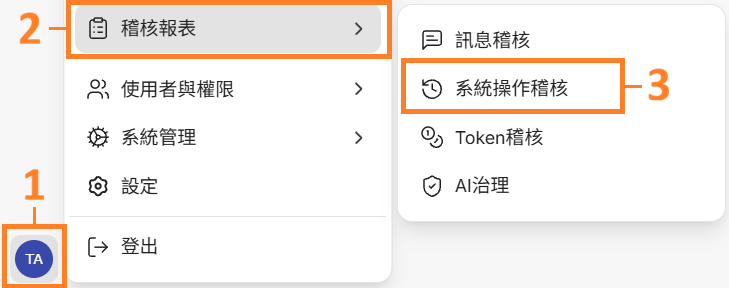 2
稽核報表
使用者與權限
系統管理
設定
1
登出
TA
訊息稽核
系統操作稽核
3
Token稽核
AI治理